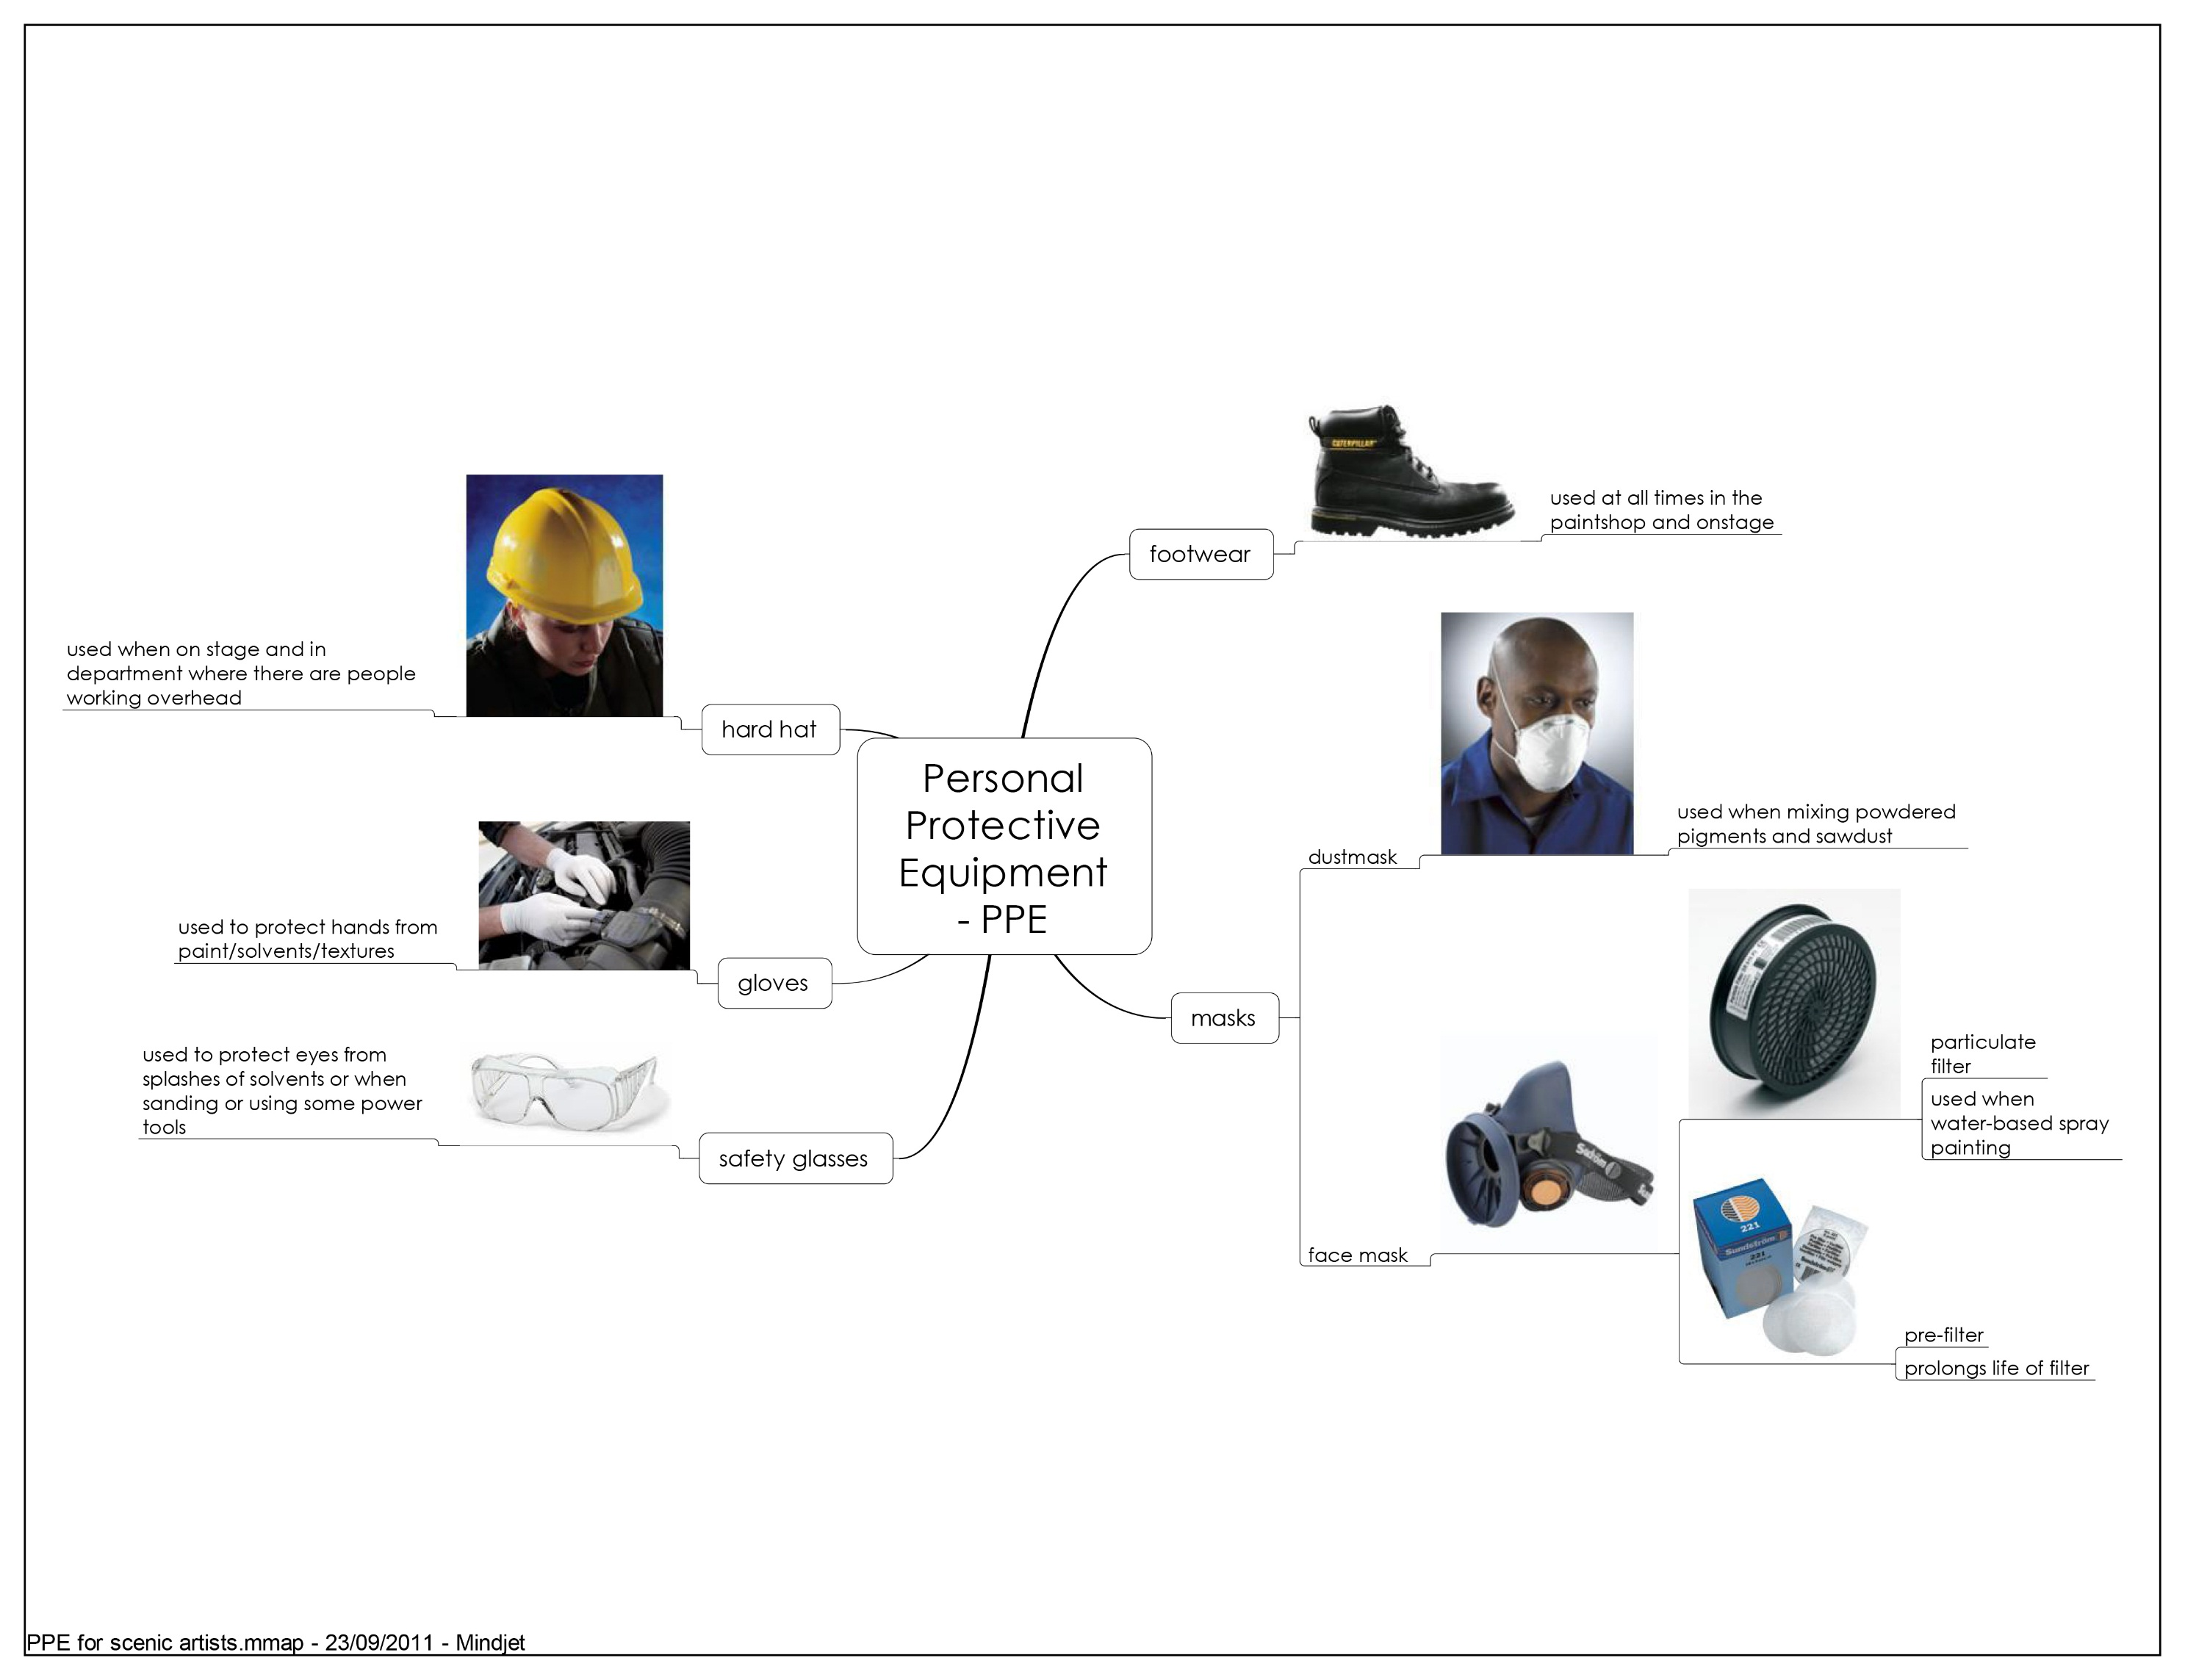 Personal
Protective
Equipment
- PPE
footwear
CATERPILLAR
used at all times in the
paintshop and onstage
masks
dustmask
used when mixing powdered
pigments and sawdust
face mask
particulate
filter
used when
water-based spray
painting
221
Sundström
221
pre-filter
prolongs life of filter
hard hat
used when on stage and in
department where there are people
working overhead
gloves
used to protect hands from
paint/solvents/textures
safety glasses
used to protect eyes from
splashes of solvents or when
sanding or using some power
tools
PPE for scenic artists.mmap - 23/09/2011 - Mindjet